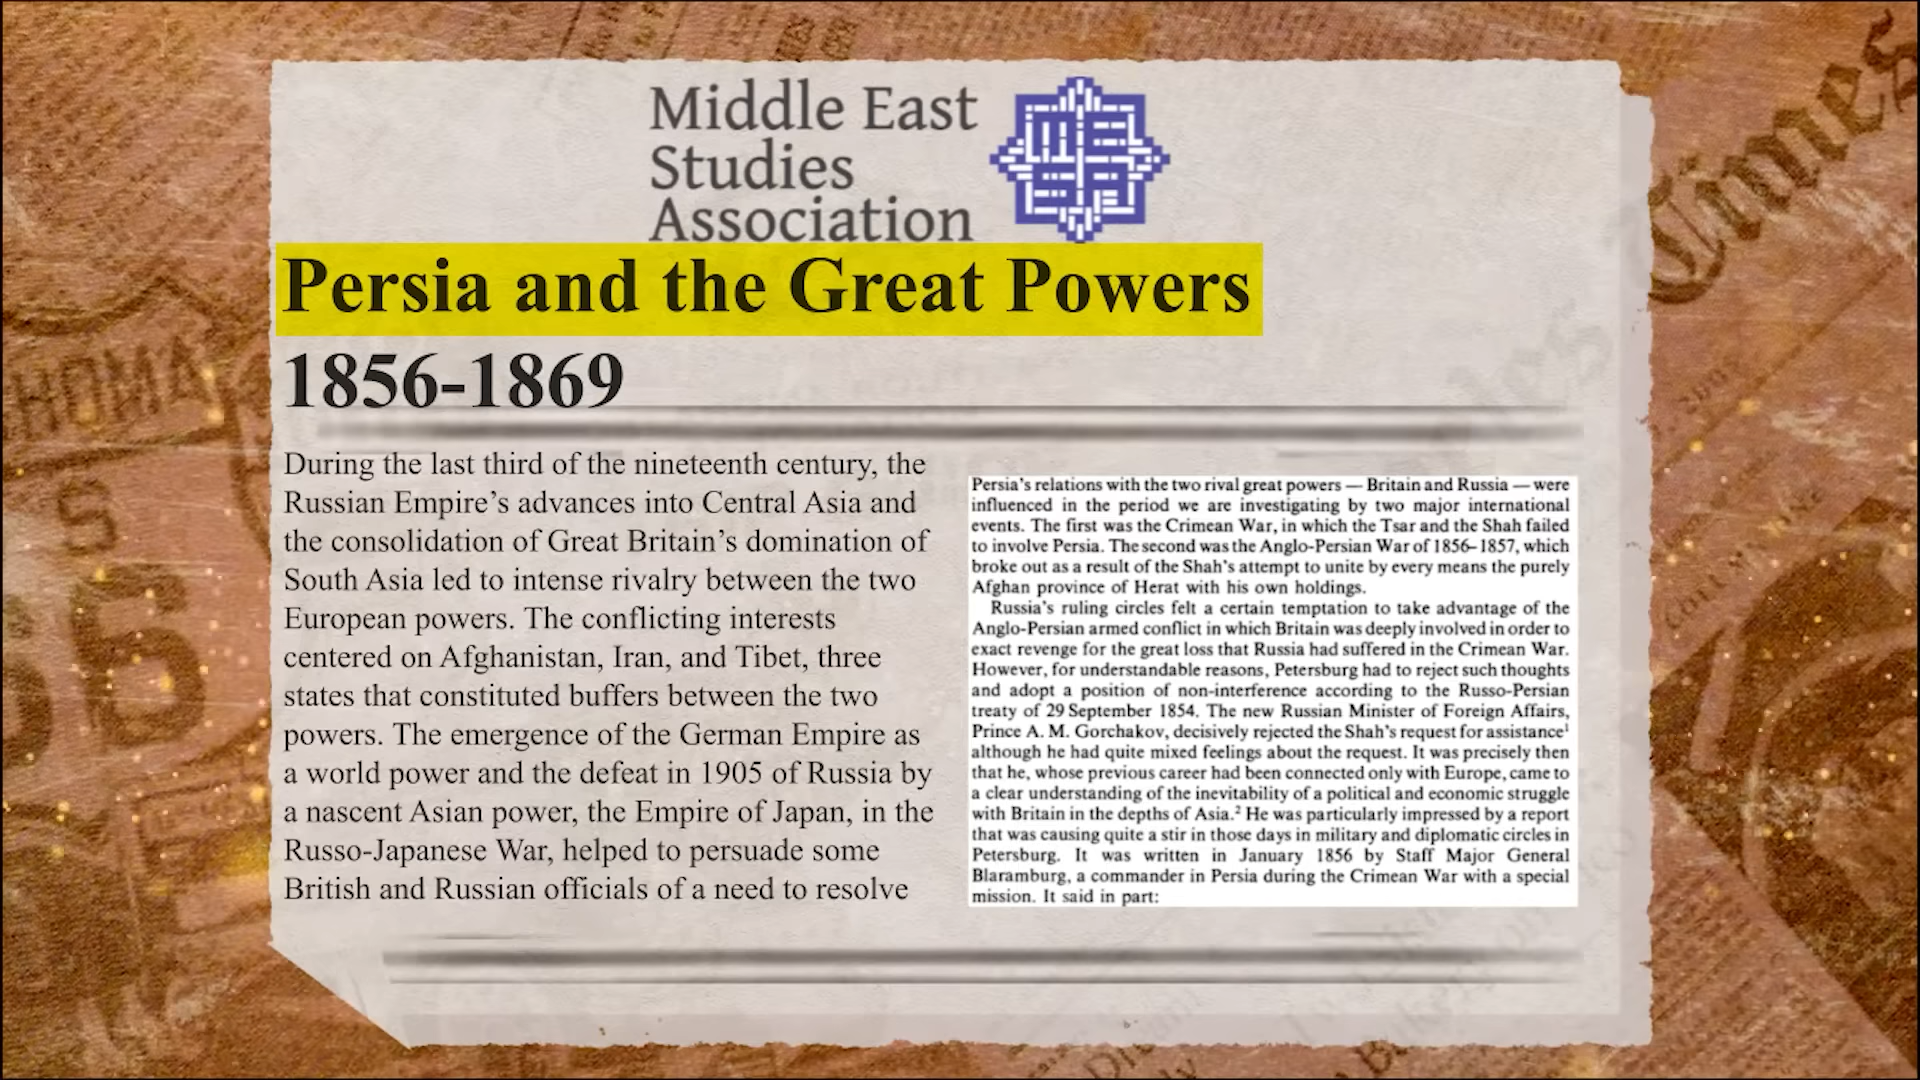 Middle East
Studies
Association
Persia and the Great Powers
1856-1869
During the last third of the nineteenth century, the
Russian Empire’s advances into Central Asia and
the consolidation of Great Britain’s domination of
South Asia led to intense rivalry between the two
European powers. The conflicting interests
centered on Afghanistan, Iran, and Tibet, three
states that constituted buffers between the two
powers. The emergence of the German Empire as
a world power and the defeat in 1905 of Russia by
a nascent Asian power, the Empire of Japan, in the
Russo-Japanese War, helped to persuade some
British and Russian officials of a need to resolve
Persia's relations with the two rival great powers — Britain and Russia — were
influenced in the period we are investigating by two major international
events. The first was the Crimean War, in which the Tsar and the Shah failed
to involve Persia. The second was the Anglo-Persian War of 1856–1857, which
broke out as a result of the Shah's attempt to unite by every means the purely
Afghan province of Herat with his own holdings.
Russia's ruling circles felt a certain temptation to take advantage of the
Anglo-Persian armed conflict in which Britain was deeply involved in order to
exact revenge for the great loss that Russia had suffered in the Crimean War.
However, for understandable reasons, Petersburg had to reject such thoughts
and adopt a position of non-interference according to the Russo-Persian
treaty of 29 September 1854. The new Russian Minister of Foreign Affairs,
Prince A. M. Gorchakov, decisively rejected the Shah's request for assistance¹
although he had quite mixed feelings about the request. It was precisely then
that he, whose previous career had been connected only with Europe, came to
a clear understanding of the inevitability of a political and economic struggle
with Britain in the depths of Asia.² He was particularly impressed by a report
that was causing quite a stir in those days in military and diplomatic circles in
Petersburg. It was written in January 1856 by Staff Major General
Blaramburg, a commander in Persia during the Crimean War with a special
mission. It said in part:
Times